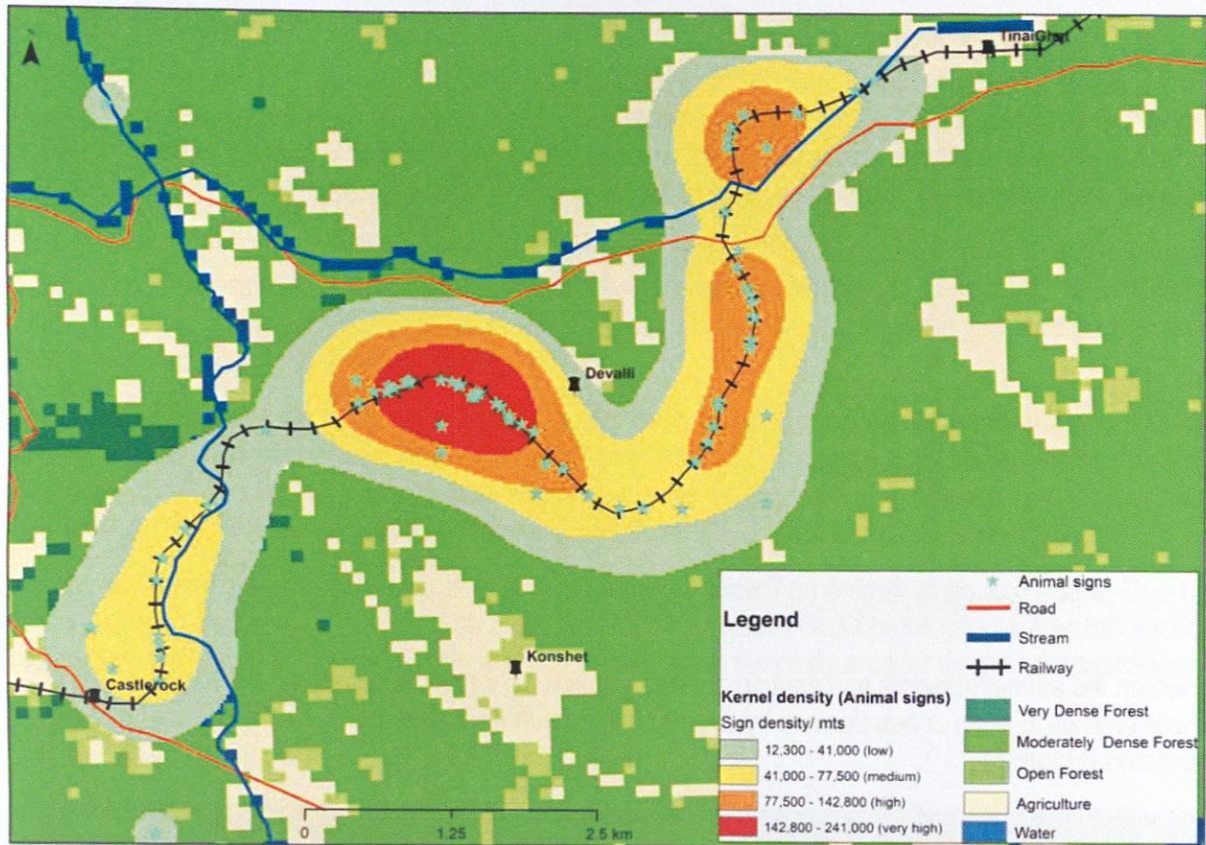 TinaiGhat
Devalli
Konshet
Castlerock
0 1.25 2.5 km
Legend
Kernel density (Animal signs)
Sign density/ mts
12,300 - 41,000 (low)
41,000 - 77,500 (medium)
77,500 - 142,800 (high)
142,800 - 241,000 (very high)
Animal signs
Road
Stream
Railway
Very Dense Forest
Moderately Dense Forest
Open Forest
Agriculture
Water